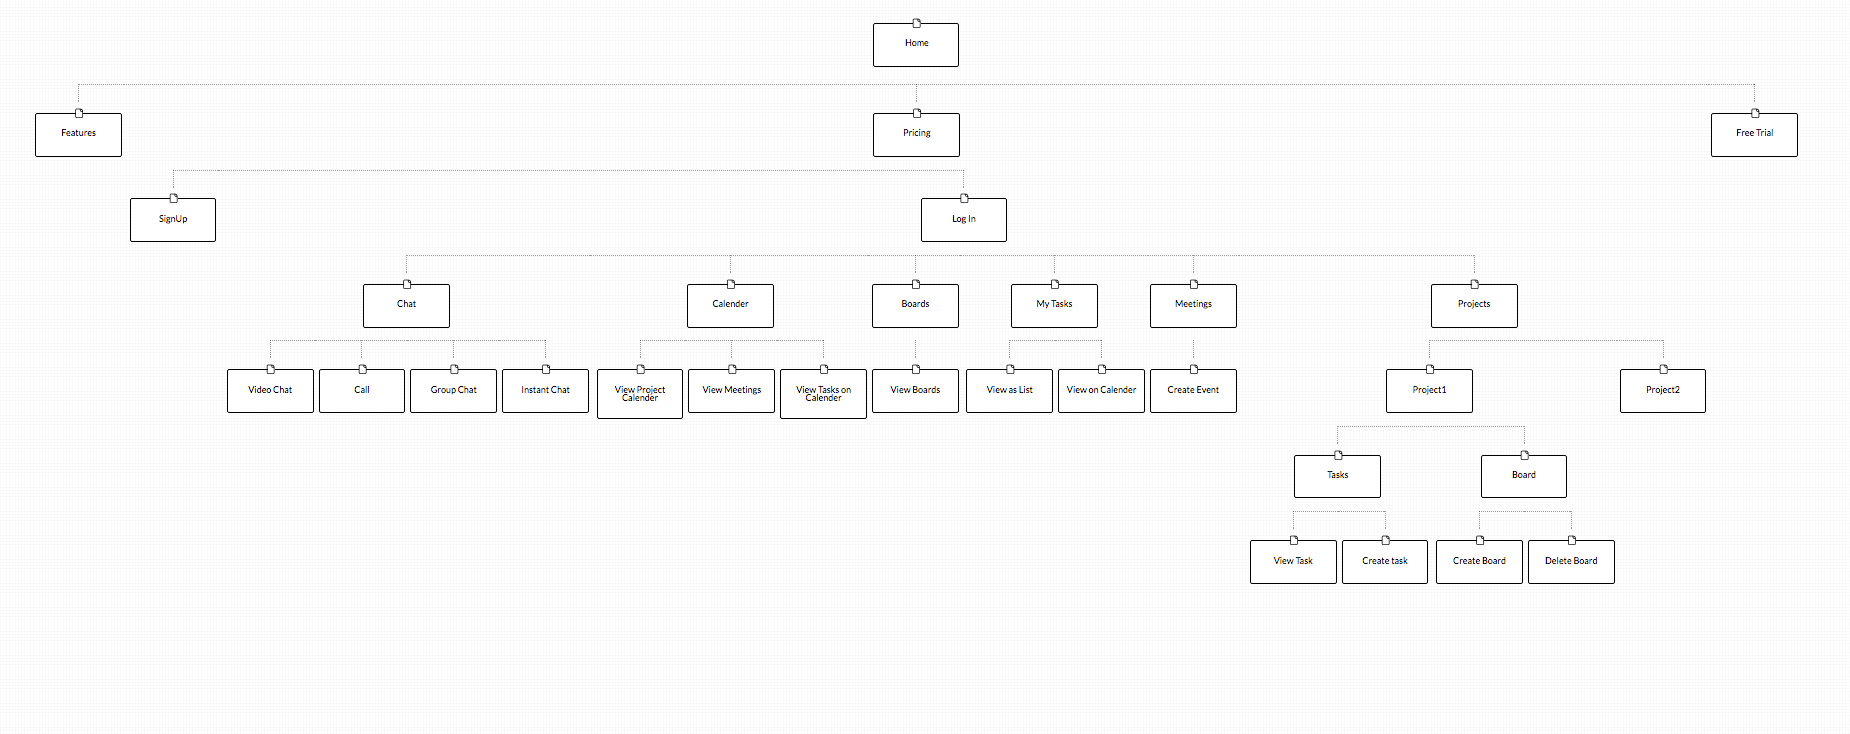 Home
Features
Pricing
Free Trial
SignUp
Log In
Chat
Calender
Boards
My Tasks
Meetings
Projects
Video Chat
Call
Group Chat
Instant Chat
View Project
Calender
View Meetings
View Tasks on
Calender
View Boards
View as List
View on Calender
Create Event
Project1
Project2
Tasks
Board
View Task
Create task
Create Board
Delete Board